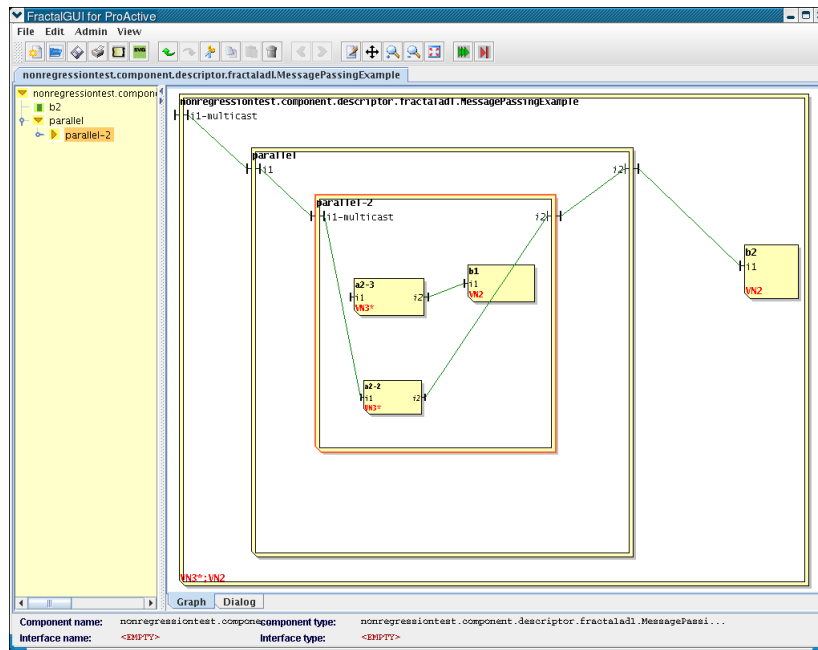 FractalGUI for ProActive
File Edit Admin View
SVG
nonregressiontest.component.descriptor.fractaladl.MessagePassingExample
nonregressiontest.compon
b2
parallel
parallel-2
nonregressiontest.component.descriptor.fractaladl.MessagePassingExample
i1-multicast
parallel
i1
i2
parallel-2
i1-multicast
i2
b2
i1
VN2
b1
i1
VN2
a2-3
i1
i2
VN3*
a2-2
i1
i2
VN3*
VN3*;VN2
Graph Dialog
Component name: nonregressiontest.compone component type: nonregressiontest.component.descriptor.fractaladl.MessagePassi...
Interface name: <EMPTY> Interface type: <EMPTY>